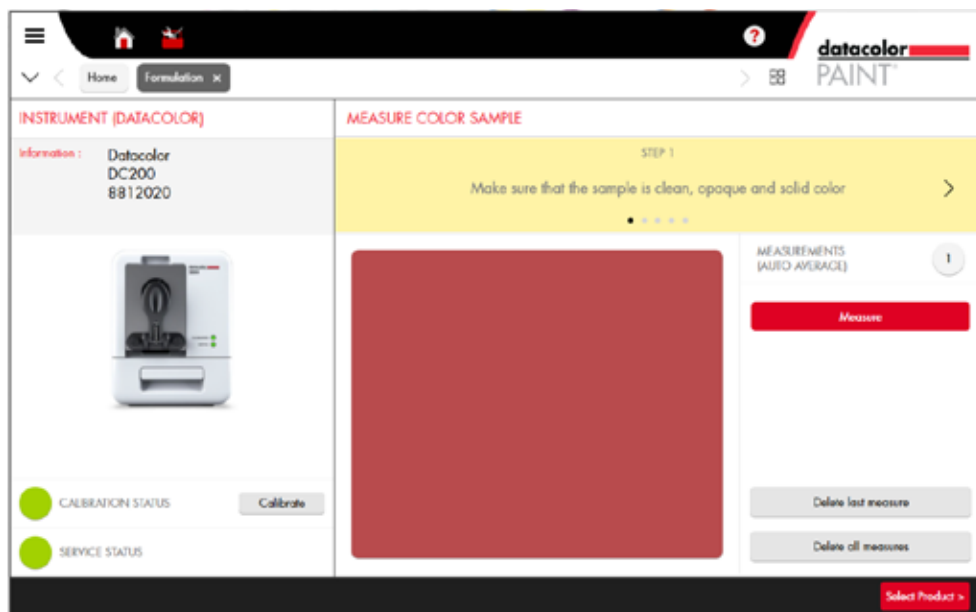 ?
datacolor
PAINT
Home
Formulation ×
INSTRUMENT (DATACOLOR)
MEASURE COLOR SAMPLE
Information :
Datacolor
DC200
8812020
STEP 1
Make sure that the sample is clean, opaque and solid color
MEASUREMENTS
(AUTO AVERAGE)
1
Measure
CALIBRATION STATUS
Calibrate
Delete last measure
SERVICE STATUS
Delete all measures
Select Product >